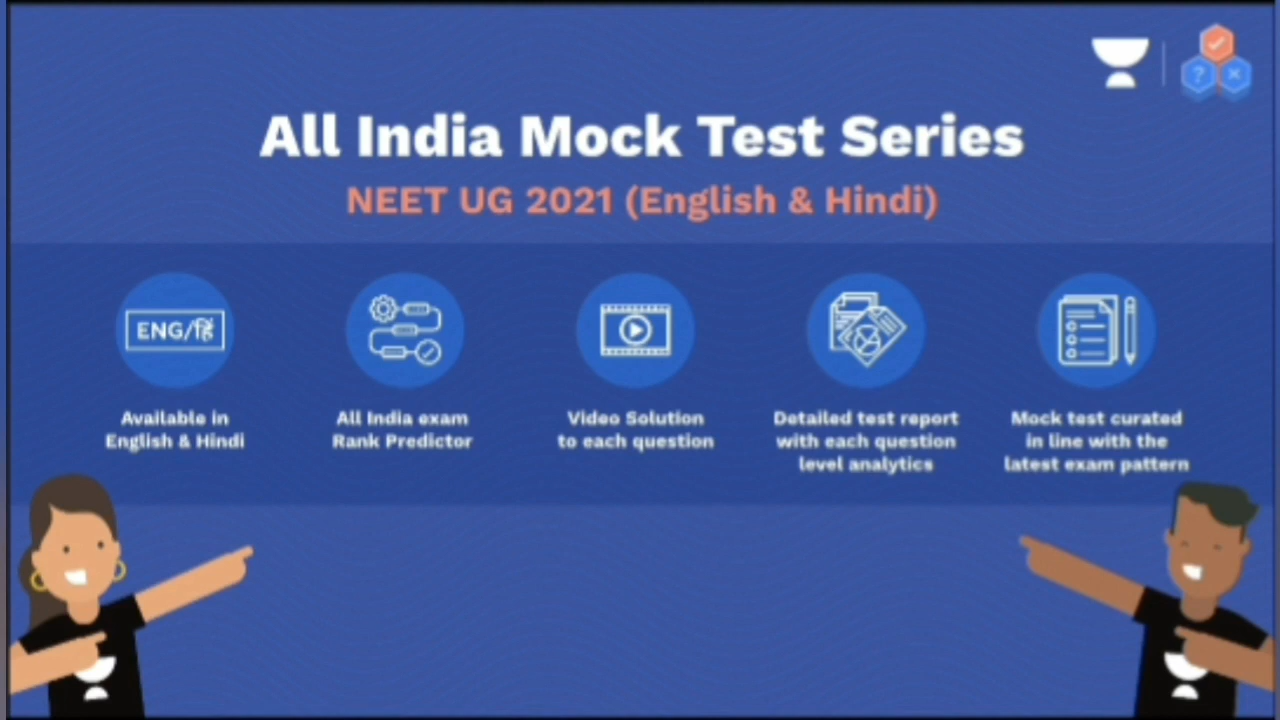 All India Mock Test Series
NEET UG 2021 (English & Hindi)
ENG/हिं
Available in
English & Hindi
All India exam
Rank Predictor
Video Solution
to each question
Detailed test report
with each question
level analytics
Mock test curated
in line with the
latest exam pattern